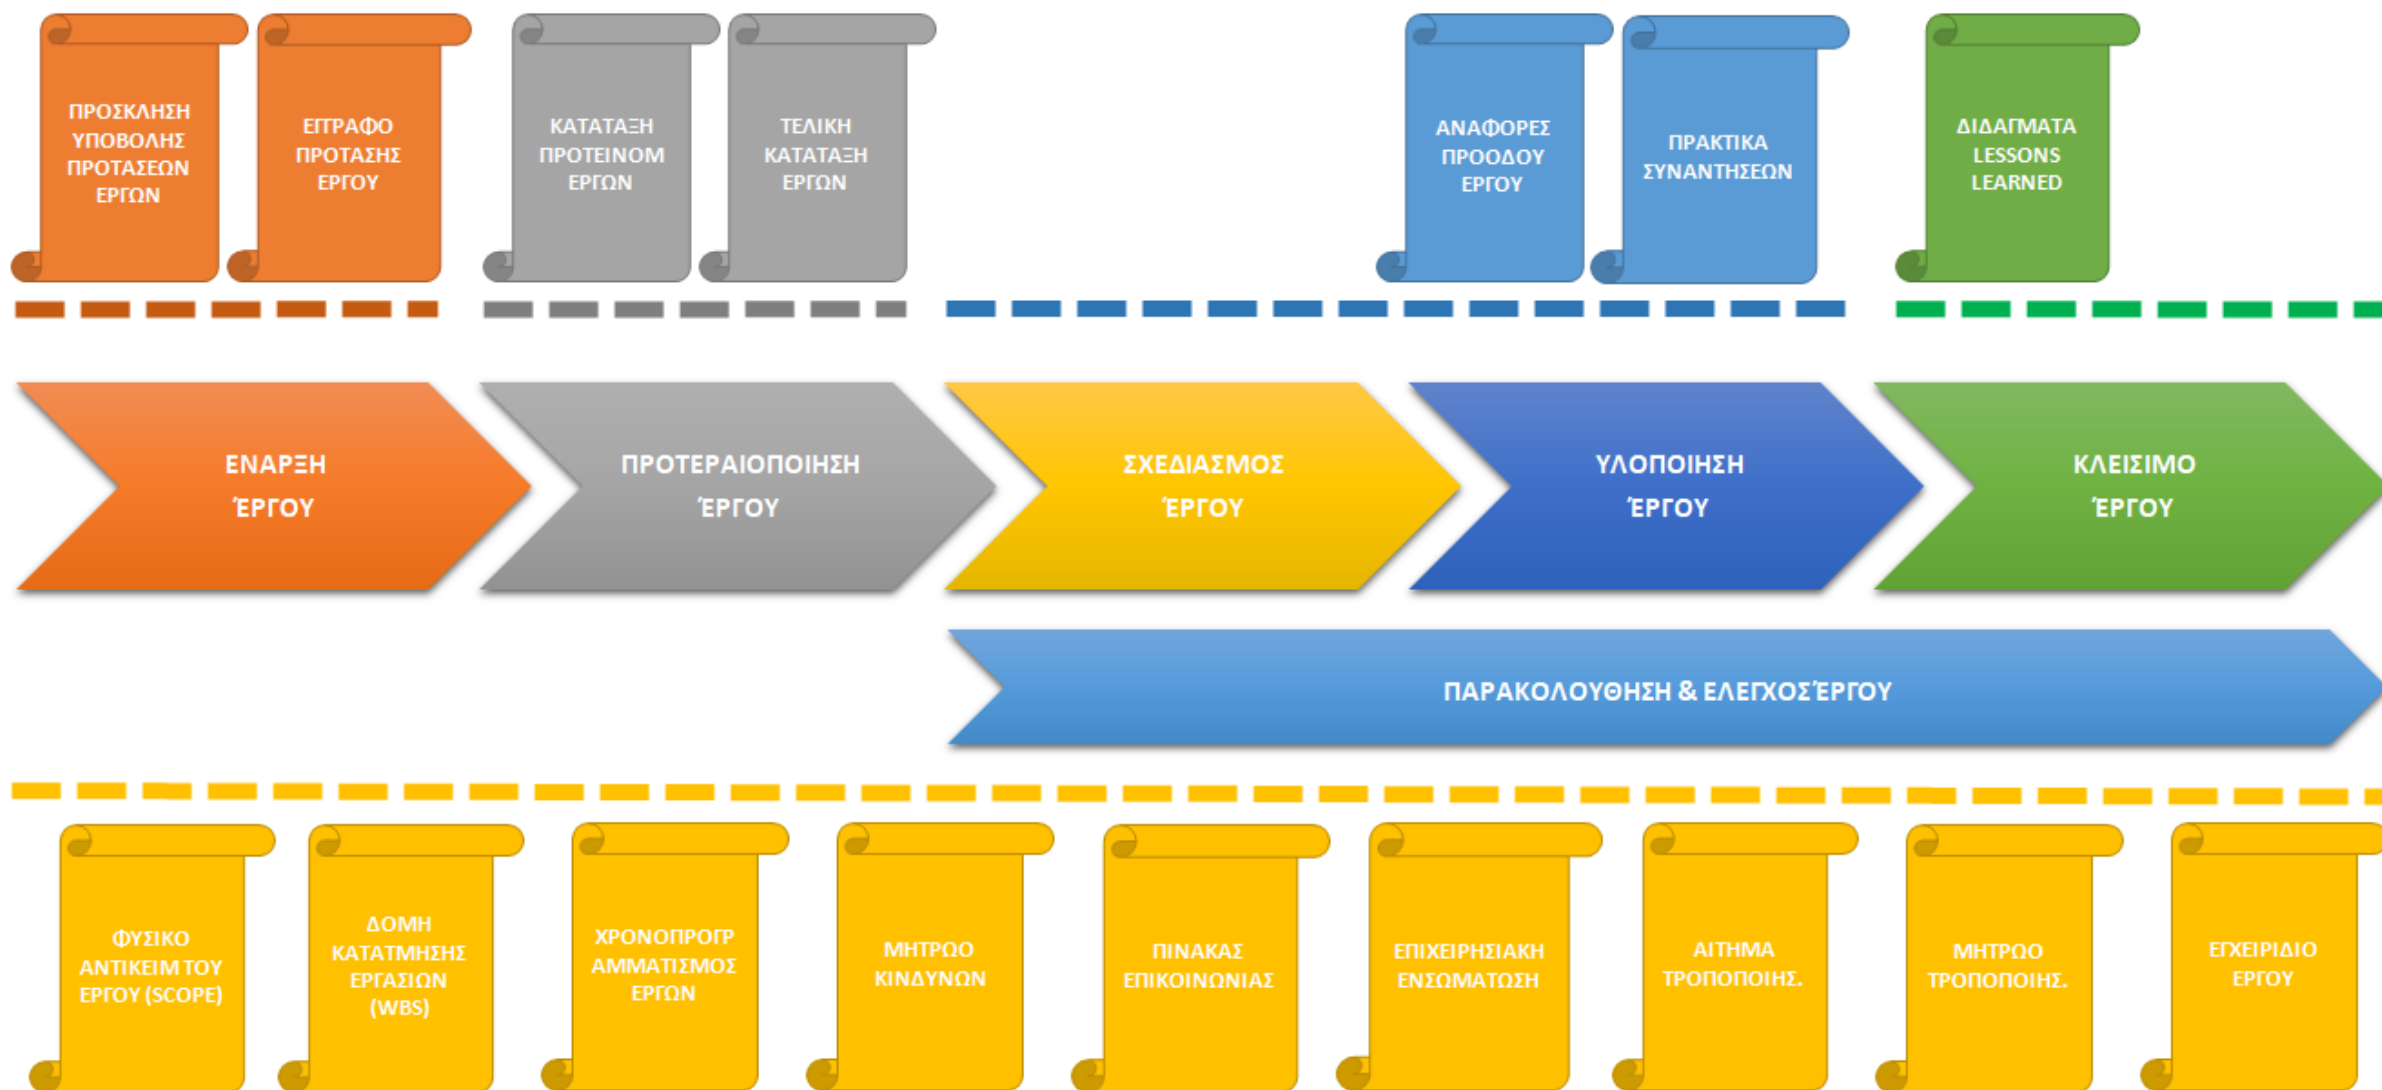 ΠΡΟΣΚΛΗΣΗ
ΥΠΟΒΟΛΗΣ
ΠΡΟΤΑΣΕΩΝ
ΕΡΓΩΝ
ΕΓΓΡΑΦΟ
ΠΡΟΤΑΣΗΣ
ΕΡΓΟΥ
ΚΑΤΑΤΑΞΗ
ΠΡΟΤΕΙΝΟΜ
ΕΡΓΩΝ
ΤΕΛΙΚΗ
ΚΑΤΑΤΑΞΗ
ΕΡΓΩΝ
ΑΝΑΦΟΡΕΣ
ΠΡΟΟΔΟΥ
ΕΡΓΟΥ
ΠΡΑΚΤΙΚΑ
ΣΥΝΑΝΤΗΣΕΩΝ
ΔΙΔΑΓΜΑΤΑ
LESSONS
LEARNED
ΕΝΑΡΞΗ
ΈΡΓΟΥ
ΠΡΟΤΕΡΑΙΟΠΟΙΗΣΗ
ΈΡΓΟΥ
ΣΧΕΔΙΑΣΜΟΣ
ΈΡΓΟΥ
ΥΛΟΠΟΙΗΣΗ
ΈΡΓΟΥ
ΚΛΕΙΣΙΜΟ
ΈΡΓΟΥ
ΠΑΡΑΚΟΛΟΥΘΗΣΗ & ΕΛΕΓΧΟΣ ΈΡΓΟΥ
ΦΥΣΙΚΟ
ΑΝΤΙΚΕΙΜ ΤΟΥ
ΕΡΓΟΥ (SCOPE)
ΔΟΜΗ
ΚΑΤΑΤΜΗΣΗΣ
ΕΡΓΑΣΙΩΝ
(WBS)
ΧΡΟΝΟΠΡΟΓΡ
ΑΜΜΑΤΙΣΜΟΣ
ΕΡΓΩΝ
ΜΗΤΡΩΟ
ΚΙΝΔΥΝΩΝ
ΠΙΝΑΚΑΣ
ΕΠΙΚΟΙΝΩΝΙΑΣ
ΕΠΙΧΕΙΡΗΣΙΑΚΗ
ΕΝΣΩΜΑΤΩΣΗ
ΑΙΤΗΜΑ
ΤΡΟΠΟΠΟΙΗΣ.
ΜΗΤΡΩΟ
ΤΡΟΠΟΠΟΙΗΣ.
ΕΓΧΕΙΡΙΔΙΟ
ΕΡΓΟΥ